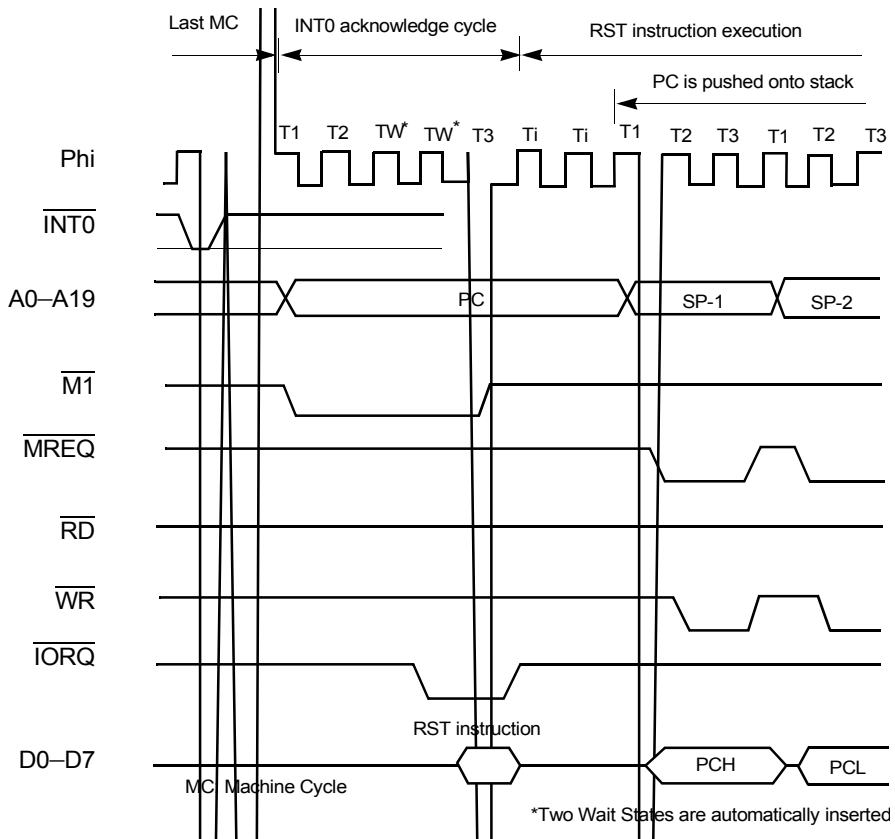 Last MC
INT0 acknowledge cycle
RST instruction execution
PC is pushed onto stack
T1 T2 TW* TW* T3 Ti Ti T1 T2 T3 T1 T2 T3
Phi
INT0
A0–A19
PC
SP-1
SP-2
M1
MREQ
RD
WR
IORQ
RST instruction
D0–D7
PCH
PCL
MC: Machine Cycle
*Two Wait States are automatically inserted